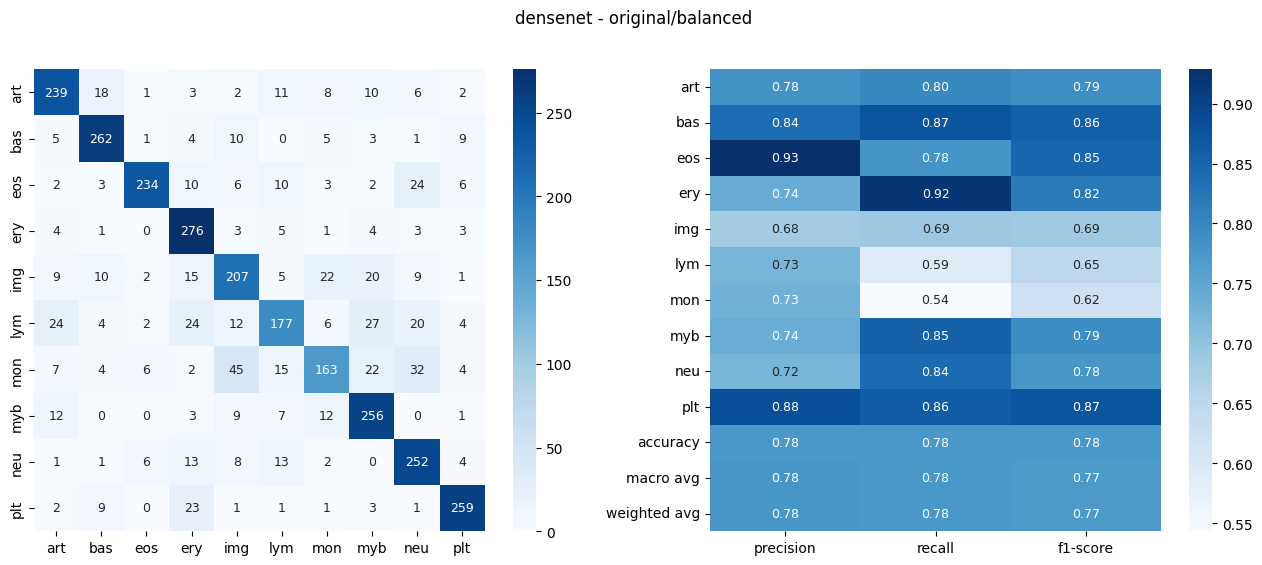 densenet - original/balanced
art 239 18 1 3 2 11 8 10 6 2
bas 5 262 1 4 10 0 5 3 1 9
eos 2 3 234 10 6 10 3 2 24 6
ery 4 1 0 276 3 5 1 4 3 3
img 9 10 2 15 207 5 22 20 9 1
lym 24 4 2 24 12 177 6 27 20 4
mon 7 4 6 2 45 15 163 22 32 4
myb 12 0 0 3 9 7 12 256 0 1
neu 1 1 6 13 8 13 2 0 252 4
plt 2 9 0 23 1 1 1 3 1 259
art bas eos ery img lym mon myb neu plt
250
200
150
100
50
0
art 0.78 0.80 0.79
bas 0.84 0.87 0.86
eos 0.93 0.78 0.85
ery 0.74 0.92 0.82
img 0.68 0.69 0.69
lym 0.73 0.59 0.65
mon 0.73 0.54 0.62
myb 0.74 0.85 0.79
neu 0.72 0.84 0.78
plt 0.88 0.86 0.87
accuracy 0.78 0.78 0.78
macro avg 0.78 0.78 0.77
weighted avg 0.78 0.78 0.77
precision recall f1-score
0.90
0.85
0.80
0.75
0.70
0.65
0.60
0.55